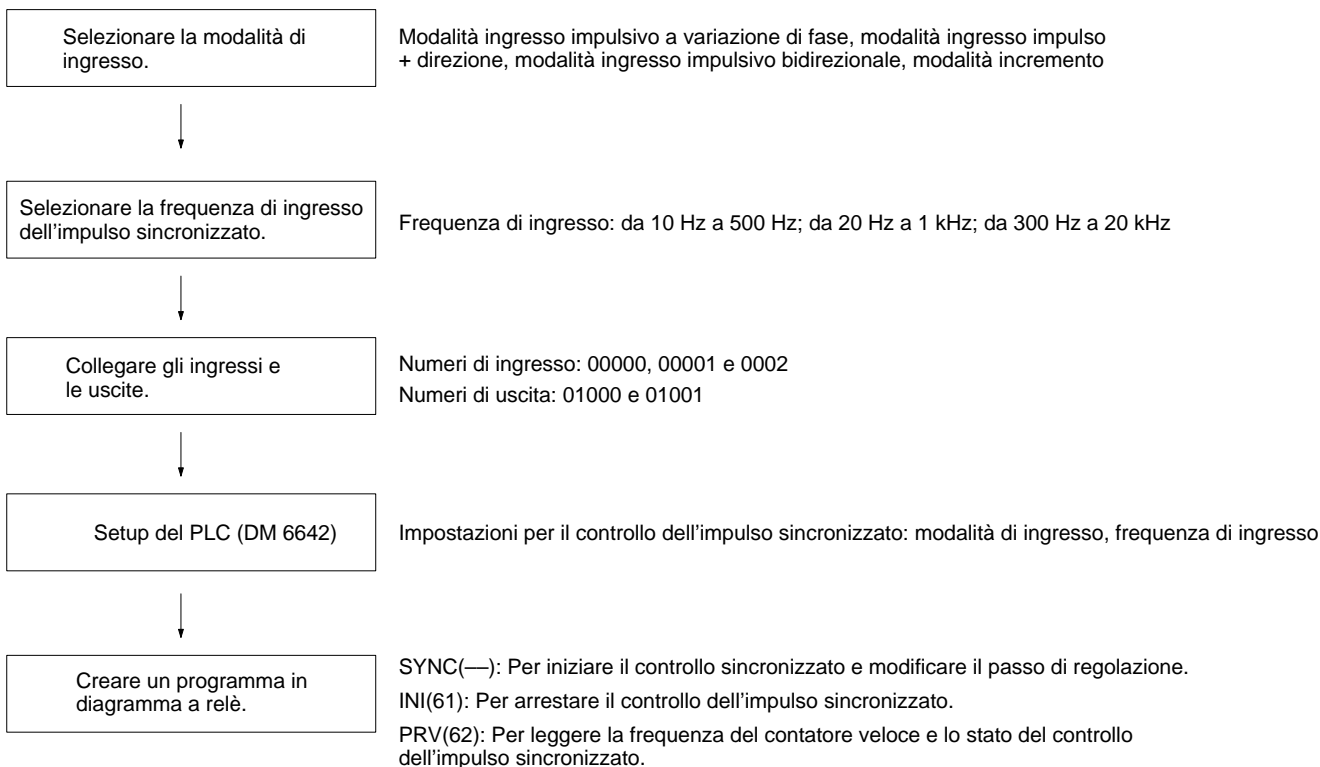 Selezionare la modalità di
ingresso.
Modalità ingresso impulsivo a variazione di fase, modalità ingresso impulso
+ direzione, modalità ingresso impulsivo bidirezionale, modalità incremento
Selezionare la frequenza di ingresso
dell'impulso sincronizzato.
Frequenza di ingresso: da 10 Hz a 500 Hz; da 20 Hz a 1 kHz; da 300 Hz a 20 kHz
Collegare gli ingressi e
le uscite.
Numeri di ingresso: 00000, 00001 e 0002
Numeri di uscita: 01000 e 01001
Setup del PLC (DM 6642)
Impostazioni per il controllo dell'impulso sincronizzato: modalità di ingresso, frequenza di ingresso
Creare un programma in
diagramma a relè.
SYNC(––): Per iniziare il controllo sincronizzato e modificare il passo di regolazione.
INI(61): Per arrestare il controllo dell'impulso sincronizzato.
PRV(62): Per leggere la frequenza del contatore veloce e lo stato del controllo
dell'impulso sincronizzato.